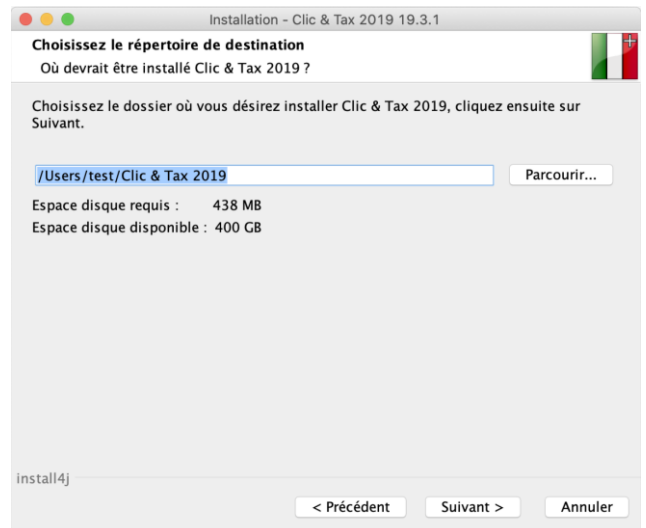 Installation - Clic & Tax 2019 19.3.1
Choisissez le répertoire de destination
Où devrait être installé Clic & Tax 2019 ?
Choisissez le dossier où vous désirez installer Clic & Tax 2019, cliquez ensuite sur
Suivant.
/Users/test/Clic & Tax 2019
Parcourir...
Espace disque requis : 438 MB
Espace disque disponible : 400 GB
install4j
< Précédent
Suivant >
Annuler